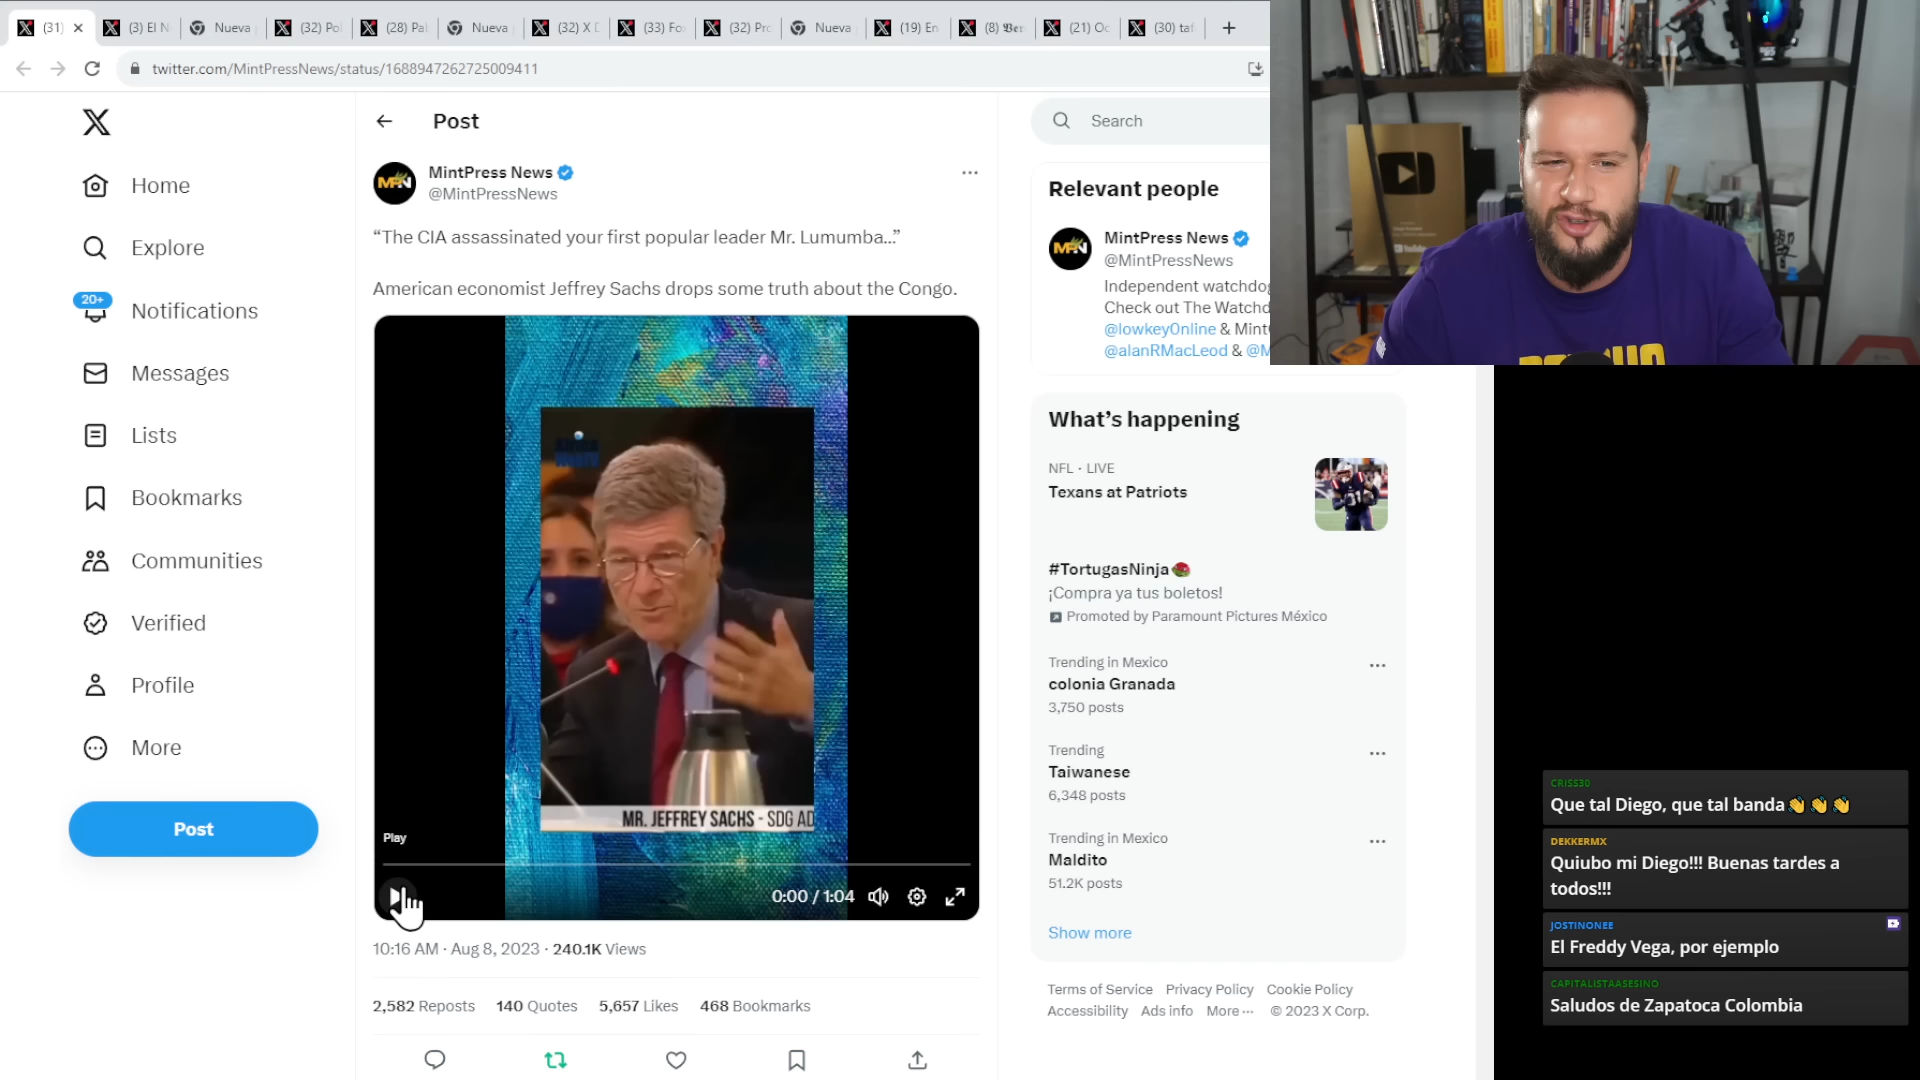 (31)
(3) El N
Nueva
(32) Pol
(28) Pal
Nueva
(32) X D
(33) Fo
(32) Pro
Nueva
(19) En
(8) 𝕭𝖊𝖗
(21) Oc
(30) taf
twitter.com/MintPressNews/status/1688947262725009411
Home
Explore
20+
Notifications
Messages
Lists
Bookmarks
Communities
Verified
Profile
More
Post
Post
MPN
MintPress News
@MintPressNews
“The CIA assassinated your first popular leader Mr. Lumumba...”
American economist Jeffrey Sachs drops some truth about the Congo.
MR. JEFFREY SACHS - SDG AD
Play
0:00 / 1:04
10:16 AM · Aug 8, 2023 · 240.1K Views
2,582 Reposts 140 Quotes 5,657 Likes 468 Bookmarks
Search
Relevant people
MPN
MintPress News
@MintPressNews
Independent watchdog
Check out The Watchd
@lowkey0nline & Mint
@alanRMacLeod & @M
What’s happening
NFL · LIVE
Texans at Patriots
#TortugasNinja
¡Compra ya tus boletos!
Promoted by Paramount Pictures México
Trending in Mexico
colonia Granada
3,750 posts
Trending
Taiwanese
6,348 posts
Trending in Mexico
Maldito
51.2K posts
Show more
Terms of Service Privacy Policy Cookie Policy
Accessibility Ads info More ··· © 2023 X Corp.
CRISS30
Que tal Diego, que tal banda👋👋👋
DEKKERMX
Quiubo mi Diego!!! Buenas tardes a
todos!!!
JOSTINONEE
El Freddy Vega, por ejemplo
CAPITALISTAASESINO
Saludos de Zapatoca Colombia